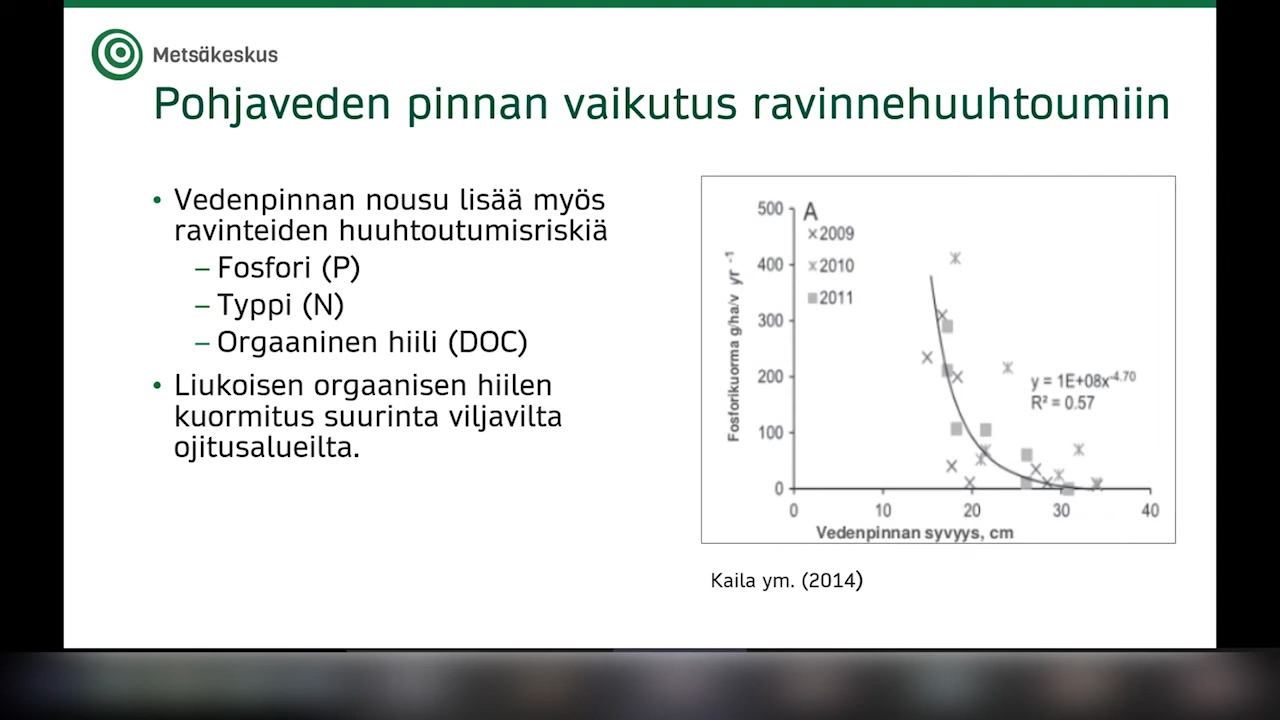 Metsäkeskus
Pohjaveden pinnan vaikutus ravinnehuuhtoumiin
• Vedenpinnan nousu lisää myös
ravinteiden huuhtoutumisriskiä
– Fosfori (P)
– Typpi (N)
– Orgaaninen hiili (DOC)
• Liukoisen orgaanisen hiilen
kuormitus suurinta viljavilta
ojitusalueilta.
A
2009
2010
2011
500
400
300
200
100
0
Fosforikuorma g/ha/v yr ⁻¹
y = 1E+08x⁻⁴·⁷⁰
R² = 0.57
0 10 20 30 40
Vedenpinnan syvyys, cm
Kaila ym. (2014)